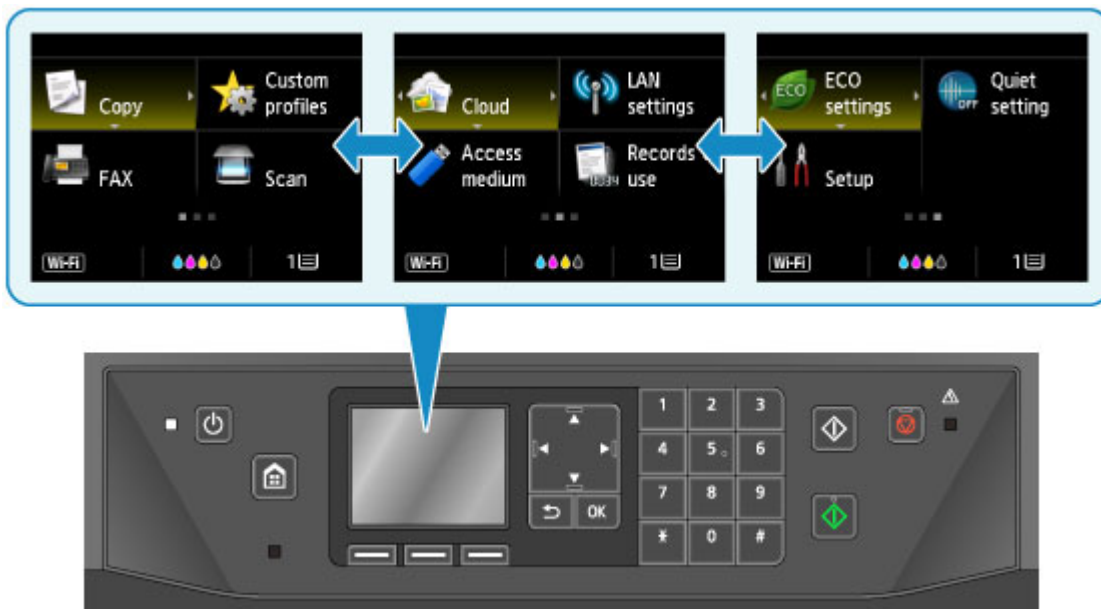 Copy
Custom
profiles
FAX
Scan
Wi-Fi
1
Cloud
LAN
settings
Access
medium
Records
use
Wi-Fi
1
ECO
ECO
settings
OFF
Quiet
setting
Setup
Wi-Fi
1
1 2 3
4 5 6
7 8 9
OK
* 0 #